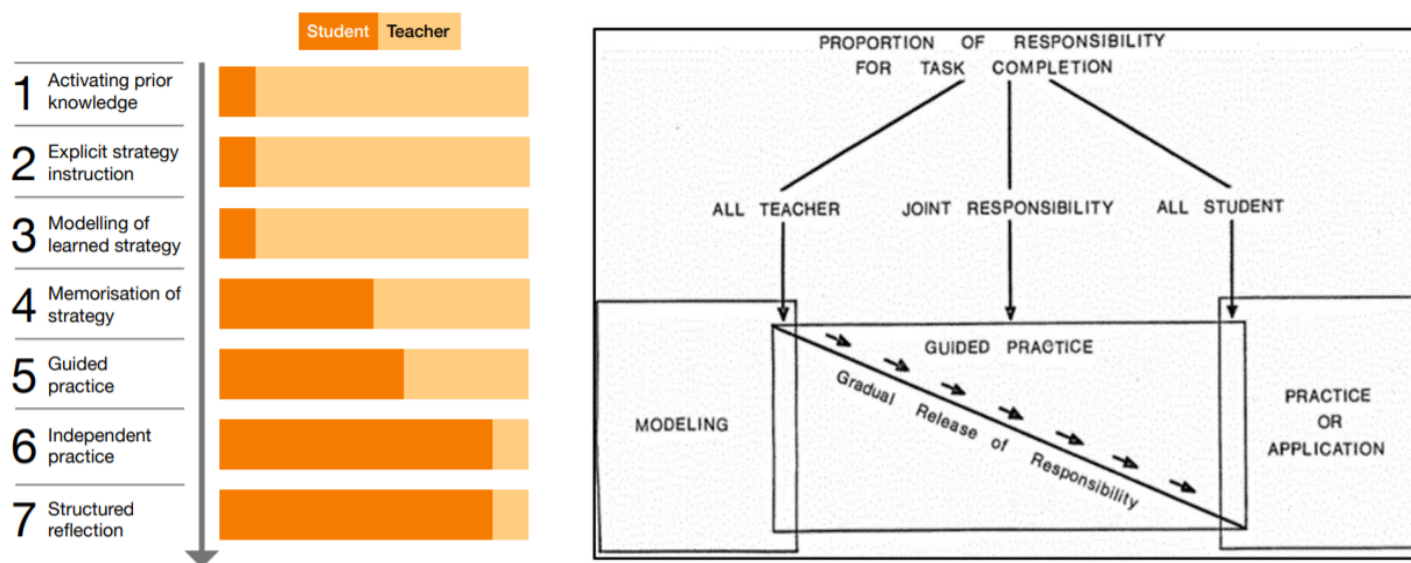 Student Teacher
1 Activating prior
knowledge
2 Explicit strategy
instruction
3 Modelling of
learned strategy
4 Memorisation of
strategy
5 Guided
practice
6 Independent
practice
7 Structured
reflection
PROPORTION OF RESPONSIBILITY
FOR TASK COMPLETION
ALL TEACHER
JOINT RESPONSIBILITY
ALL STUDENT
GUIDED PRACTICE
Gradual Release of Responsibility
MODELING
PRACTICE
OR
APPLICATION